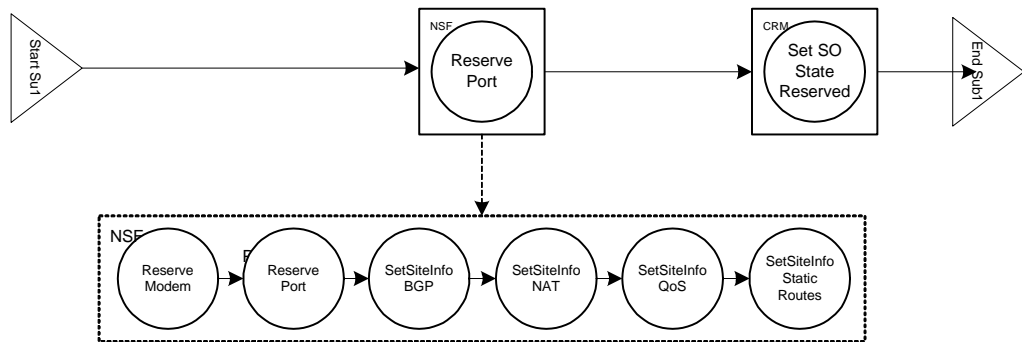 Start Su1
NSF
Reserve
Port
CRM
Set SO
State
Reserved
End Sub1
NSF
Reserve
Modem
Reserve
Port
SetSiteInfo
BGP
SetSiteInfo
NAT
SetSiteInfo
QoS
SetSiteInfo
Static
Routes